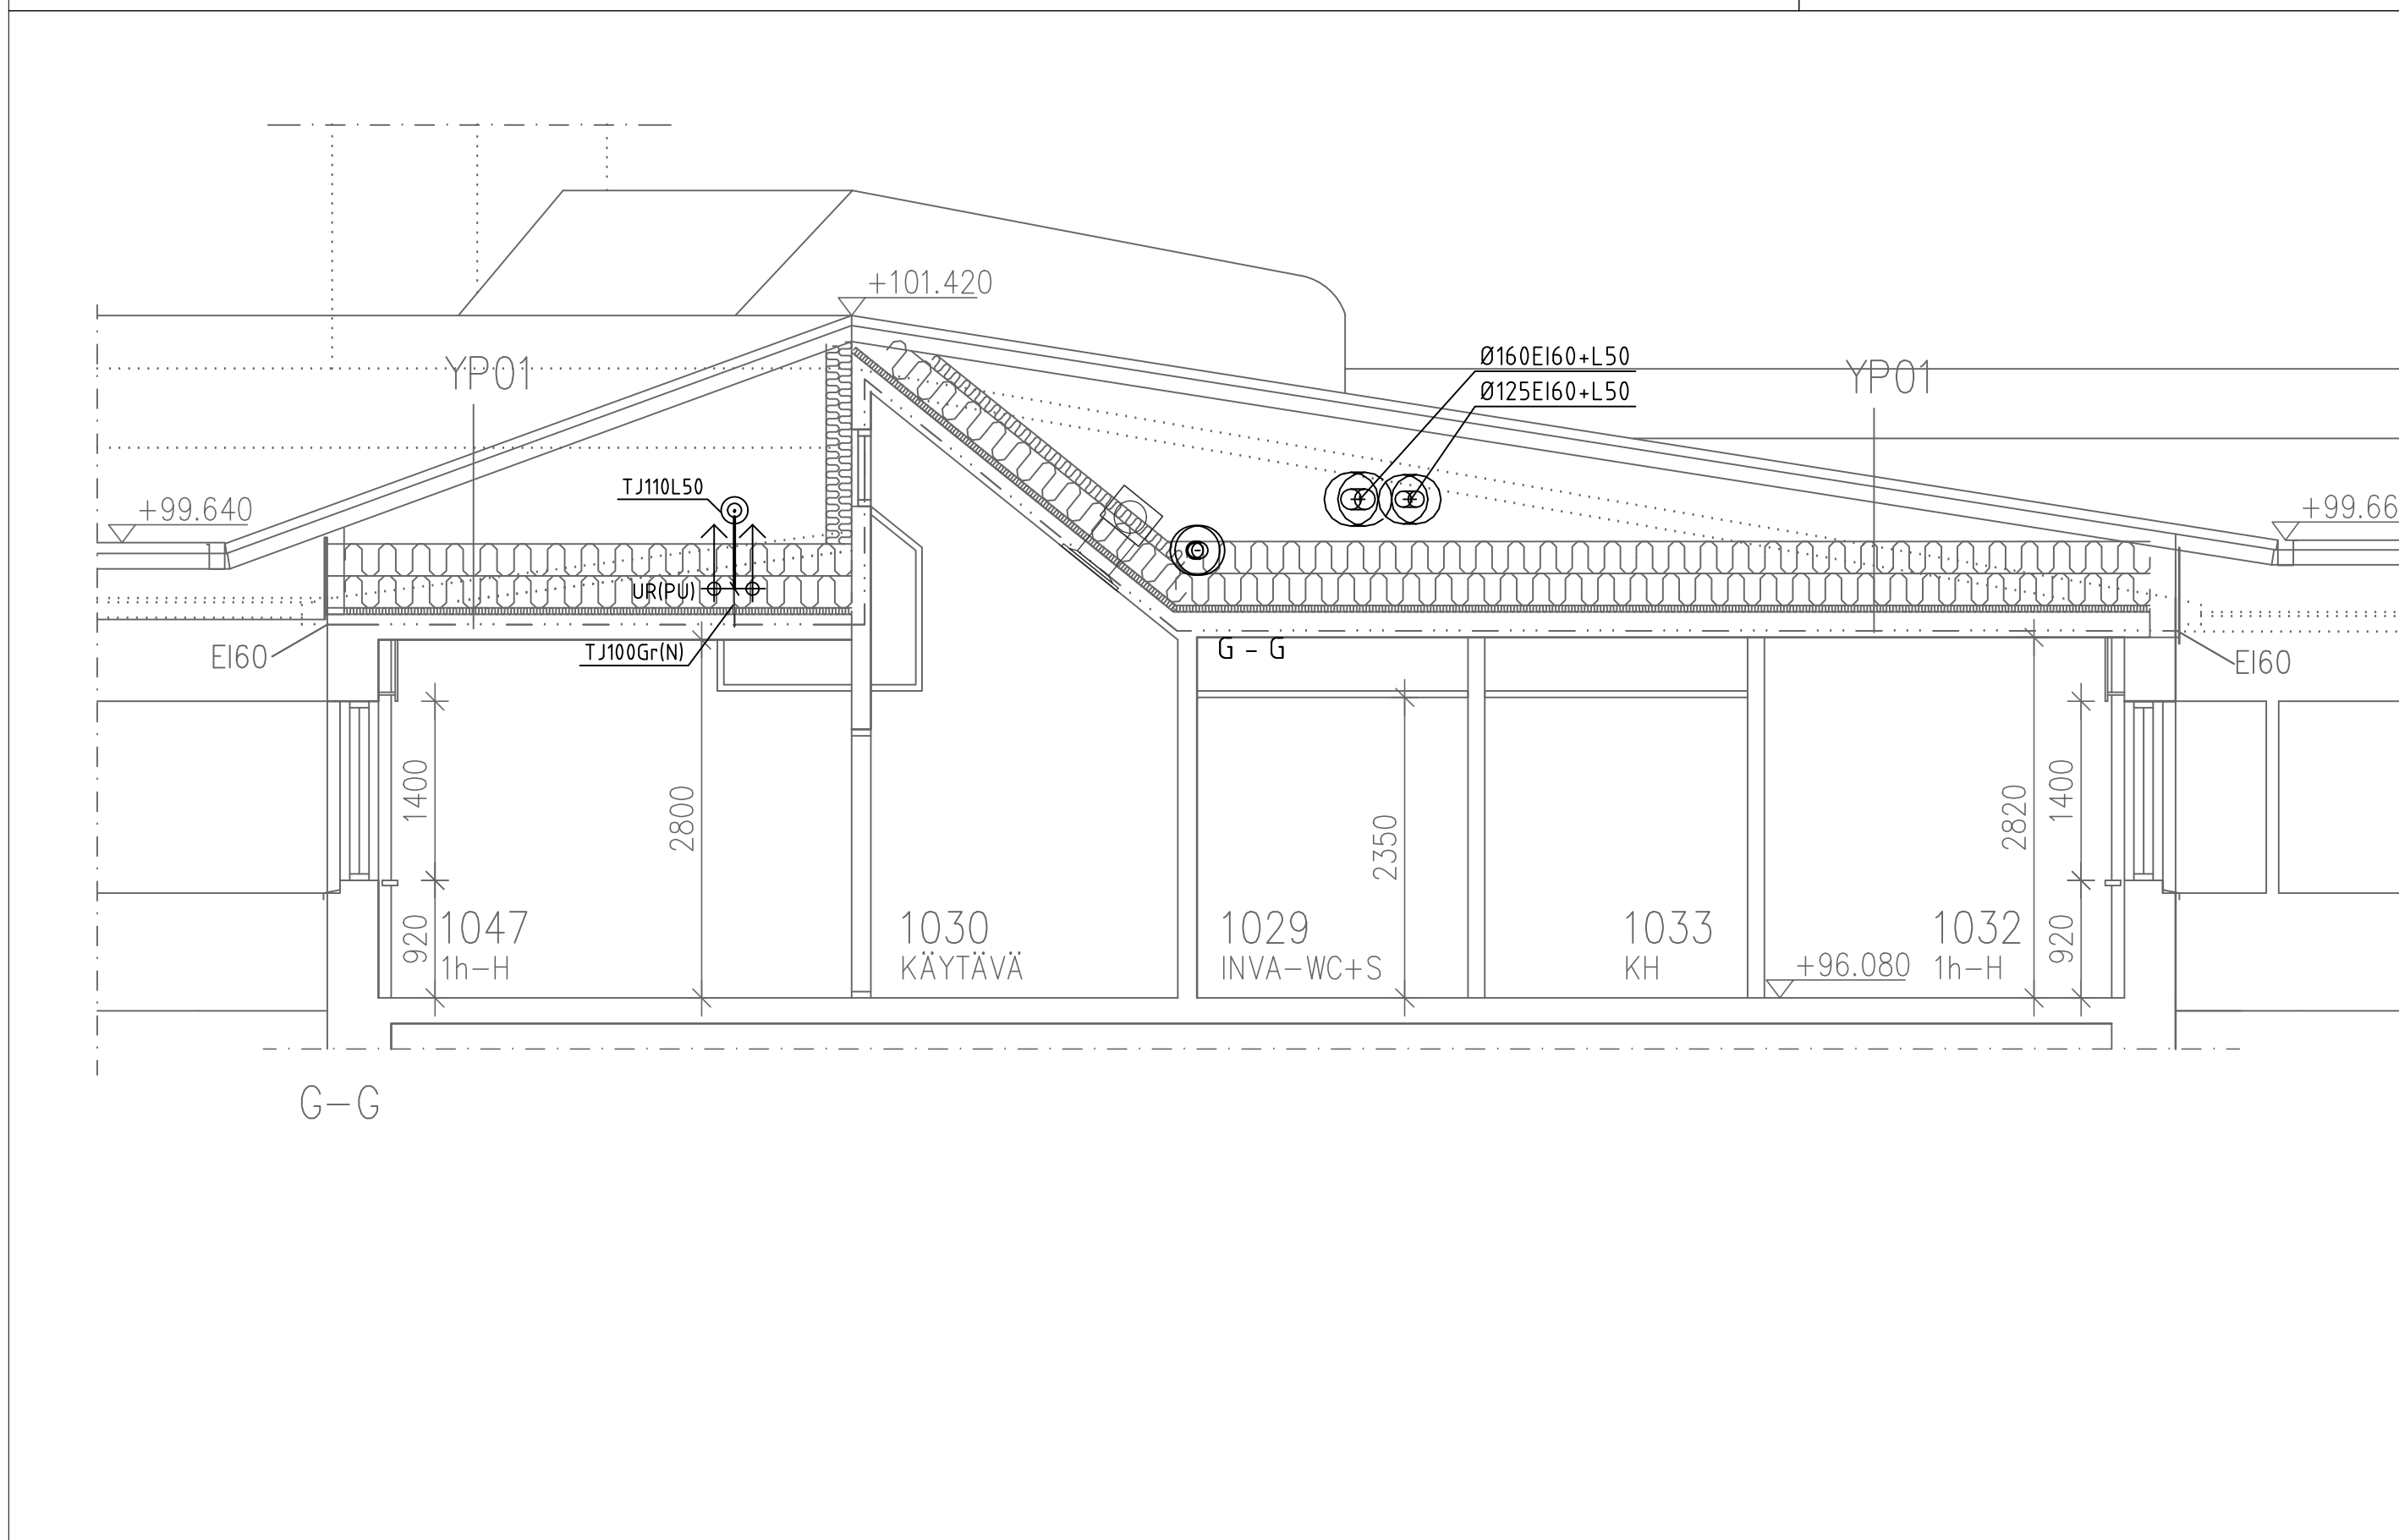 +101.420
Ø160EI60+L50
YP01
YP01
Ø125EI60+L50
TJ110L50
+99.640
+99.66
UR(PU)
EI60
TJ100Gr(N)
G - G
EI60
1400
2800
2350
2820
1400
920
1047
1h-H
1030
KÄYTÄVÄ
1029
INVA-WC+S
1033
KH
+96.080
1032
1h-H
920
G-G